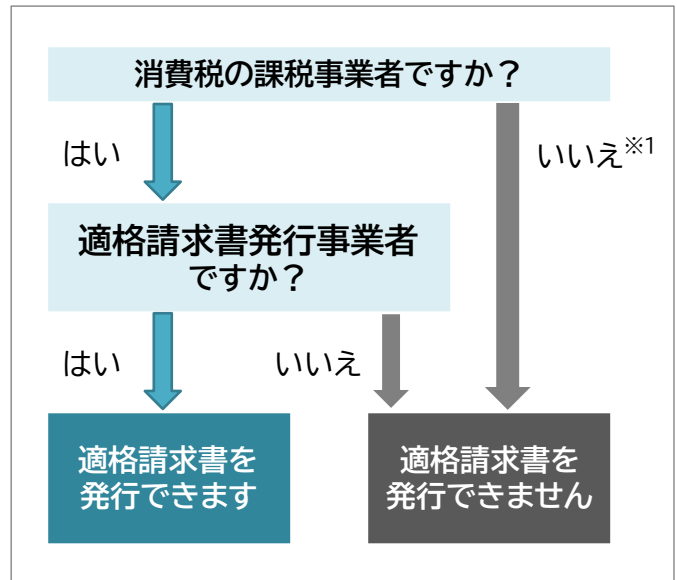 消費税の課税事業者ですか？
はい
いいえ※1
適格請求書発行事業者
ですか？
はい
いいえ
適格請求書を
発行できます
適格請求書を
発行できません